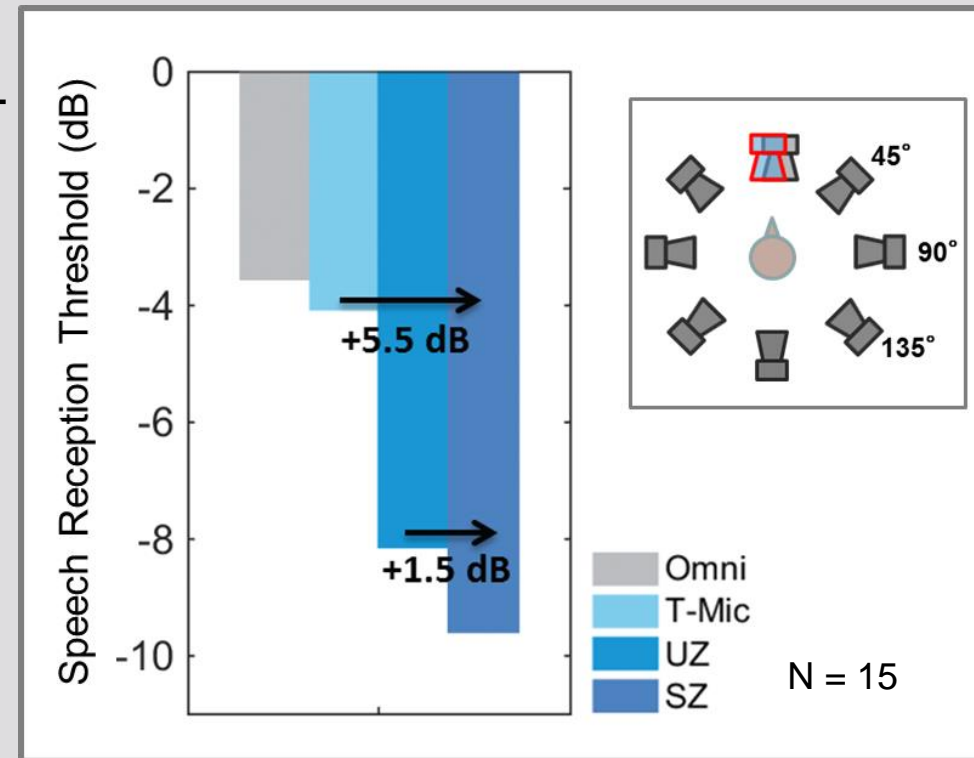 Speech Reception Threshold (dB)
0
-2
-4
-6
-8
-10
+5.5 dB
+1.5 dB
45°
90°
135°
Omni
T-Mic
UZ
SZ
N = 15